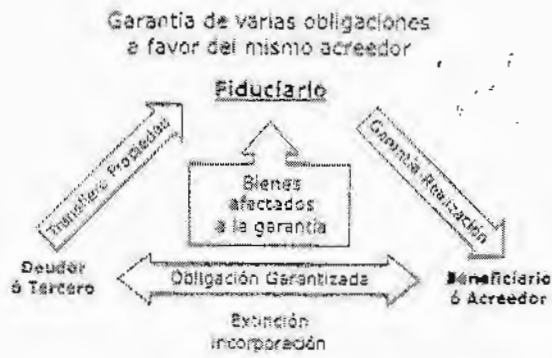 Garantía de varias obligaciones
a favor del mismo acreedor
Fiduciario
Transfiere Propiedad
Garantía-Realización
Bienes
afectados
a la garantía
Deudor
ó Tercero
Obligación Garantizada
Beneficiario
ó Acreedor
Extinción
incorporación